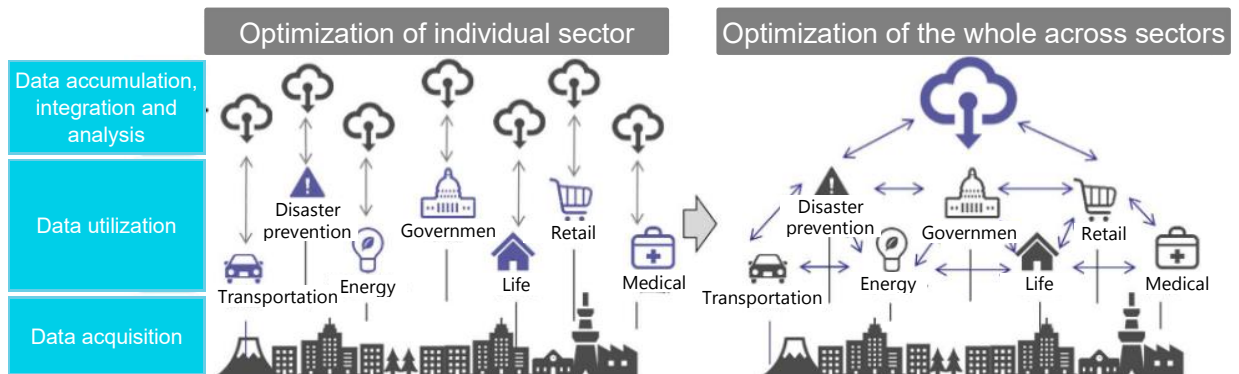 Optimization of individual sector
Optimization of the whole across sectors
Data accumulation,
integration and
analysis
Data utilization
Data acquisition
Disaster
prevention
Governmen
Retail
Transportation
Energy
Life
Medical
Disaster
prevention
Governmen
Retail
Transportation
Energy
Life
Medical